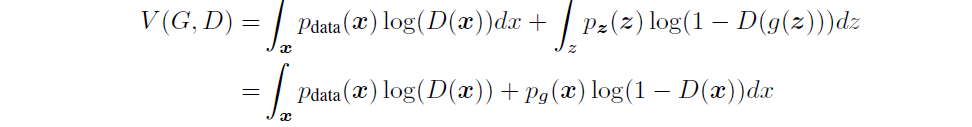 V(G, D) = ∫_x p_data(x) log(D(x))dx + ∫_z p_z(z) log(1 − D(g(z)))dz
= ∫_x p_data(x) log(D(x)) + p_g(x) log(1 − D(x))dx